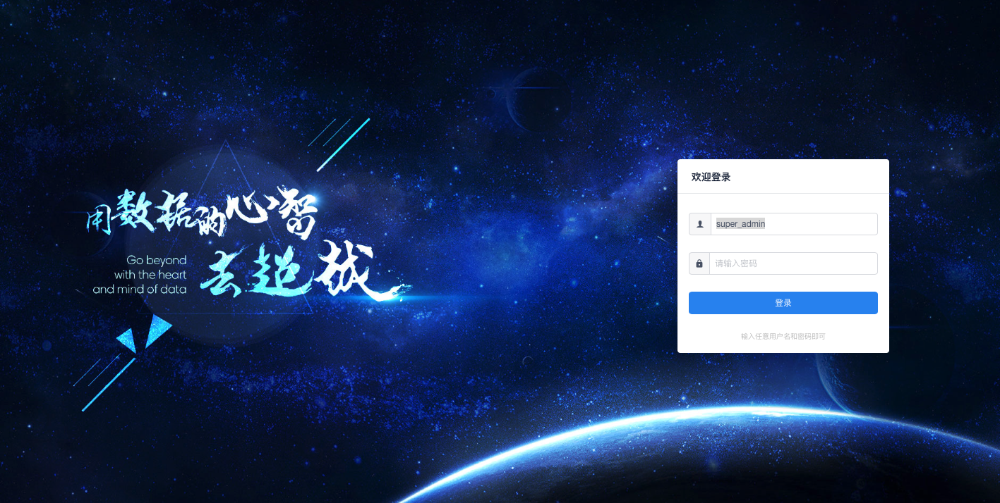 用数据的心智
去超越
Go beyond
with the heart
and mind of data
欢迎登录
super_admin
请输入密码
登录
输入任意用户名和密码即可